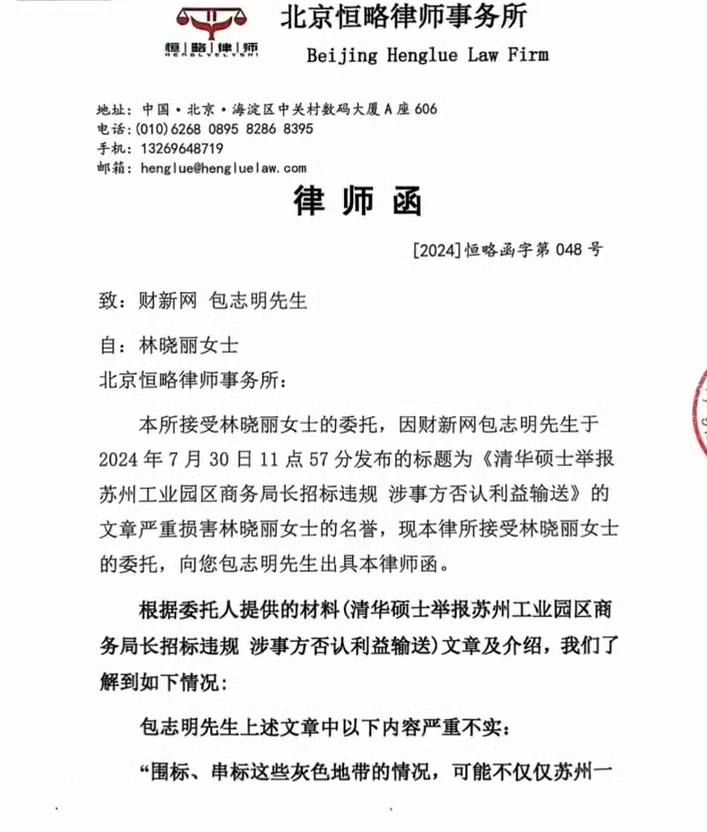 北京恒略律师事务所
恒|略|律|师
HENGLVELVSHI
Beijing Henglue Law Firm
地址：中国·北京·海淀区中关村数码大厦A座606
电话:(010)6268 0895 8286 8395
手机：13269648719
邮箱：henglue@hengluelaw.com
律 师 函
[2024]恒略函字第 048 号
致：财新网 包志明先生
自：林晓丽女士
北京恒略律师事务所：
本所接受林晓丽女士的委托，因财新网包志明先生于
2024 年 7 月 30 日 11 点 57 分发布的标题为《清华硕士举报
苏州工业园区商务局长招标违规 涉事方否认利益输送》的
文章严重损害林晓丽女士的名誉，现本律所接受林晓丽女士
的委托，向您包志明先生出具本律师函。
根据委托人提供的材料(清华硕士举报苏州工业园区商
务局长招标违规 涉事方否认利益输送)文章及介绍，我们了
解到如下情况:
包志明先生上述文章中以下内容严重不实：
“围标、串标这些灰色地带的情况，可能不仅仅苏州一